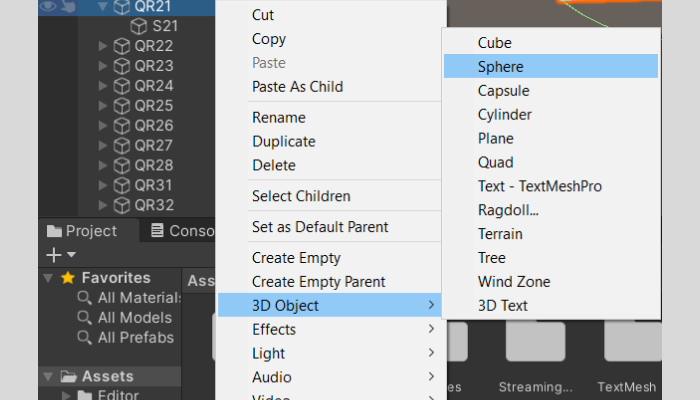 QR21
S21
QR22
QR23
QR24
QR25
QR26
QR27
QR28
QR31
QR32
Project
Conso
Favorites
All Materials
All Models
All Prefabs
Ass
Assets
Editor
Cut
Copy
Paste
Paste As Child
Rename
Duplicate
Delete
Select Children
Set as Default Parent
Create Empty
Create Empty Parent
3D Object
Effects
Light
Audio
Video
Cube
Sphere
Capsule
Cylinder
Plane
Quad
Text - TextMeshPro
Ragdoll...
Terrain
Tree
Wind Zone
3D Text
es
Streaming...
TextMesh